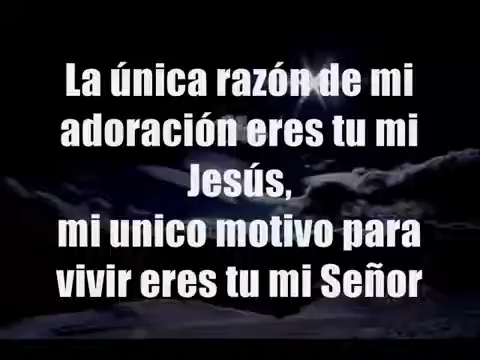 La única razón de mi
adoración eres tu mi
Jesús,
mi unico motivo para
vivir eres tu mi Señor